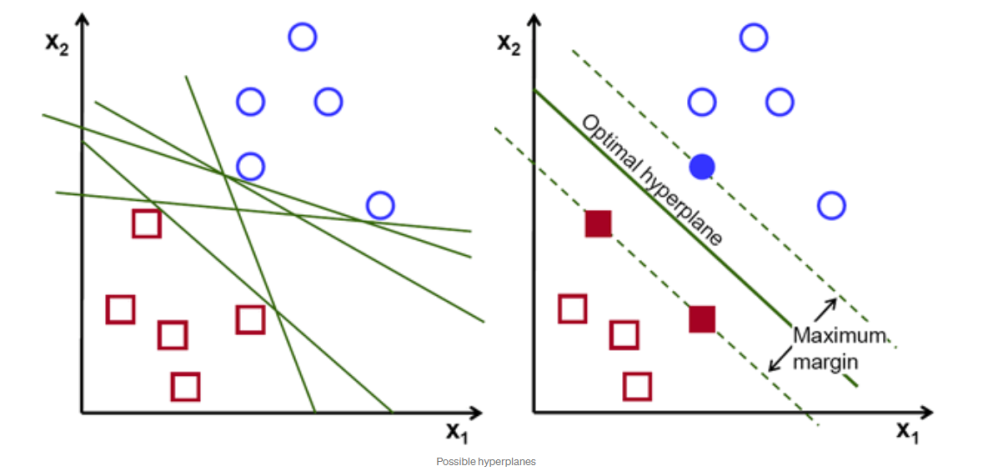 x2
x1
x2
Optimal hyperplane
Maximum
margin
x1
Possible hyperplanes